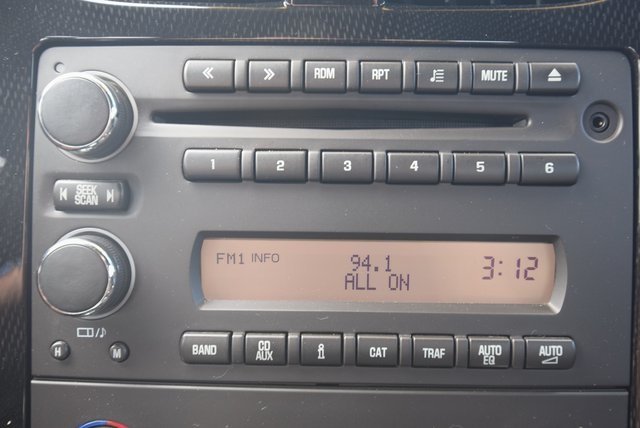 RDM RPT MUTE
1 2 3 4 5 6
SEEK
SCAN
FM1 INFO 94.1 3:12
ALL ON
BAND CD AUX i CAT TRAF AUTO EQ AUTO
H M